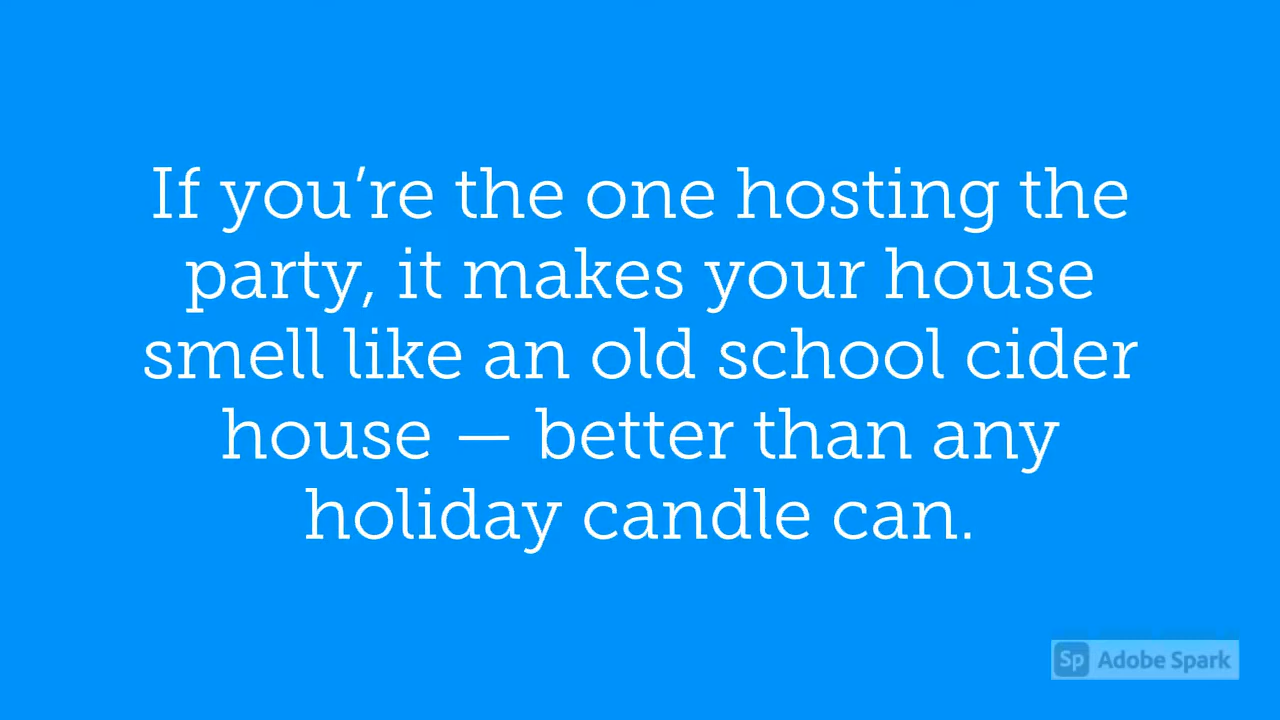 If you’re the one hosting the
party, it makes your house
smell like an old school cider
house — better than any
holiday candle can.
Sp Adobe Spark